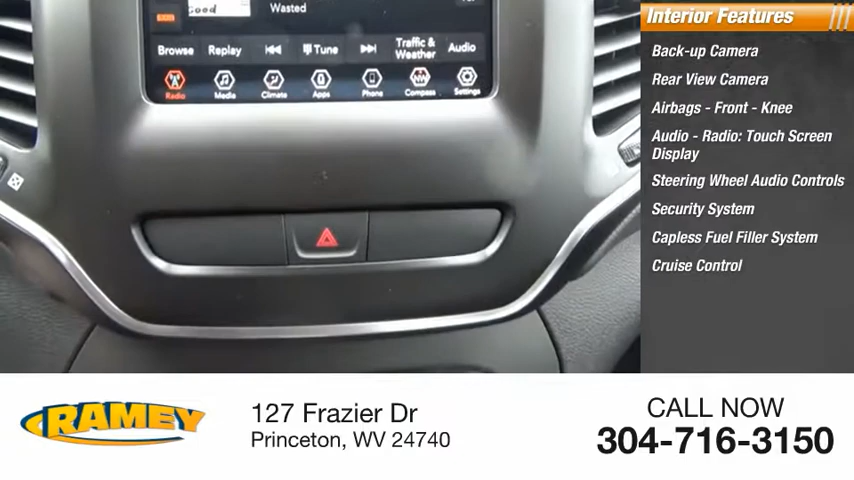 Good
Wasted
Browse Replay Tune Traffic & Weather Audio
Radio Media Climate Apps Phone Compass Settings
Interior Features
Back-up Camera
Rear View Camera
Airbags - Front - Knee
Audio - Radio: Touch Screen
Display
Steering Wheel Audio Controls
Security System
Capless Fuel Filler System
Cruise Control
RAMEY
127 Frazier Dr
Princeton, WV 24740
CALL NOW
304-716-3150